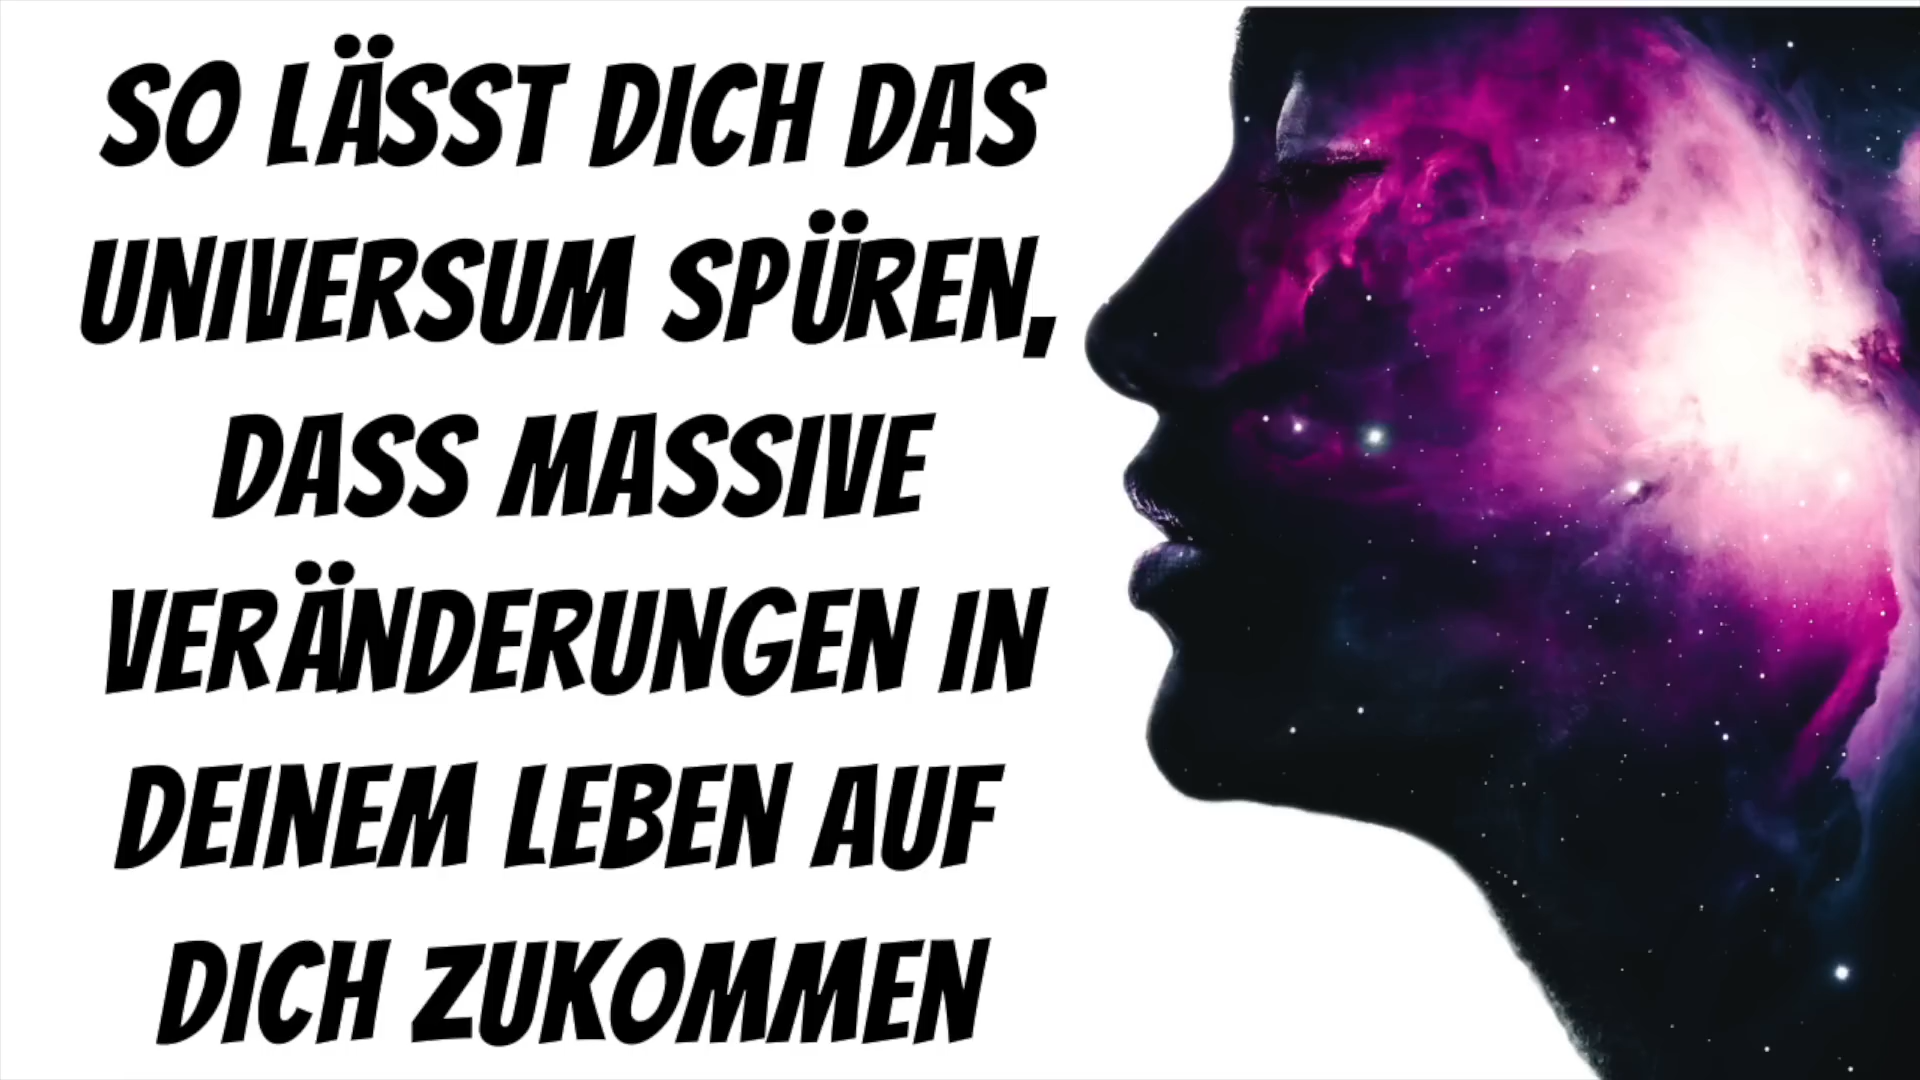 SO LÄSST DICH DAS
UNIVERSUM SPÜREN,
DASS MASSIVE
VERÄNDERUNGEN IN
DEINEM LEBEN AUF
DICH ZUKOMMEN